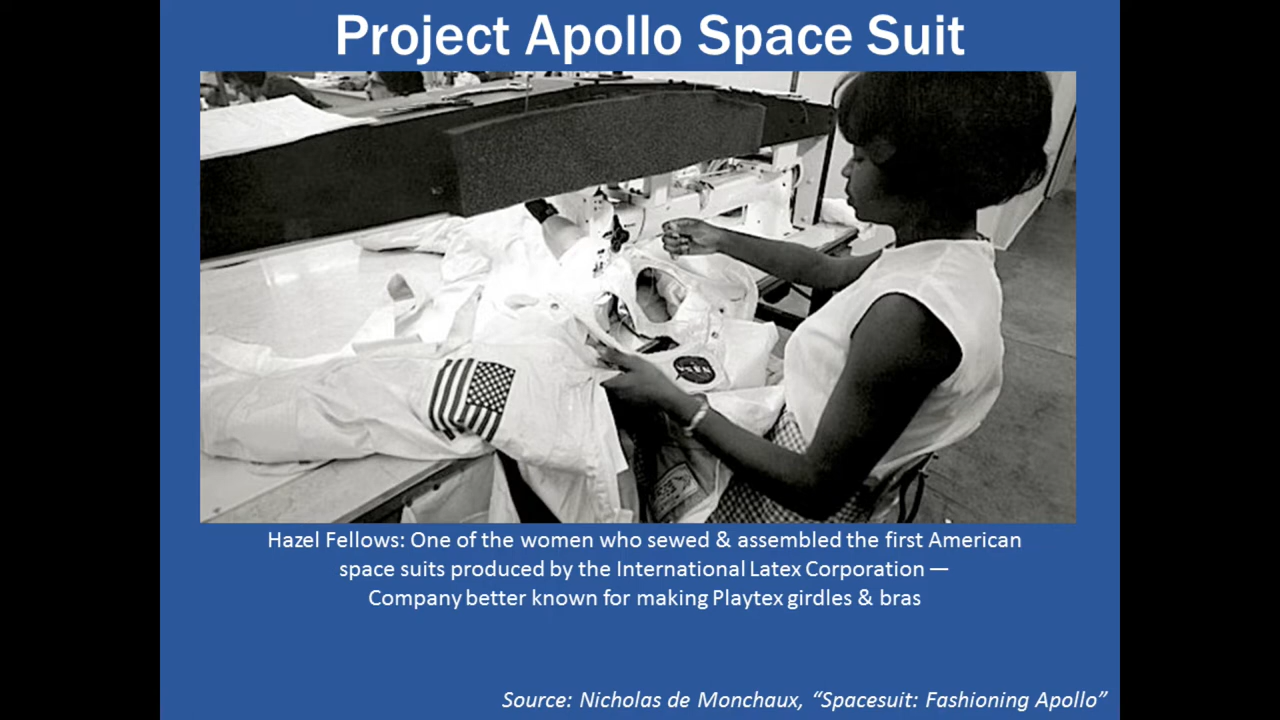 Project Apollo Space Suit
NASA
Hazel Fellows: One of the women who sewed & assembled the first American
space suits produced by the International Latex Corporation —
Company better known for making Playtex girdles & bras
Source: Nicholas de Monchaux, “Spacesuit: Fashioning Apollo”